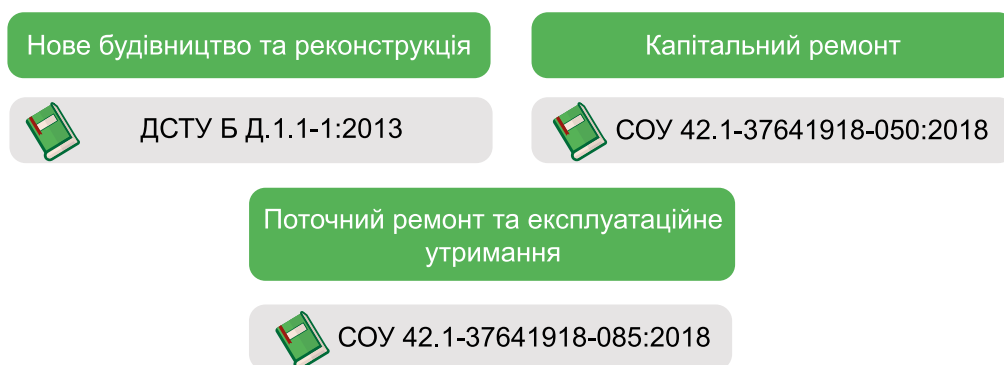 Нове будівництво та реконструкція
Капітальний ремонт
ДСТУ Б Д.1.1-1:2013
СОУ 42.1-37641918-050:2018
Поточний ремонт та експлуатаційне
утримання
СОУ 42.1-37641918-085:2018